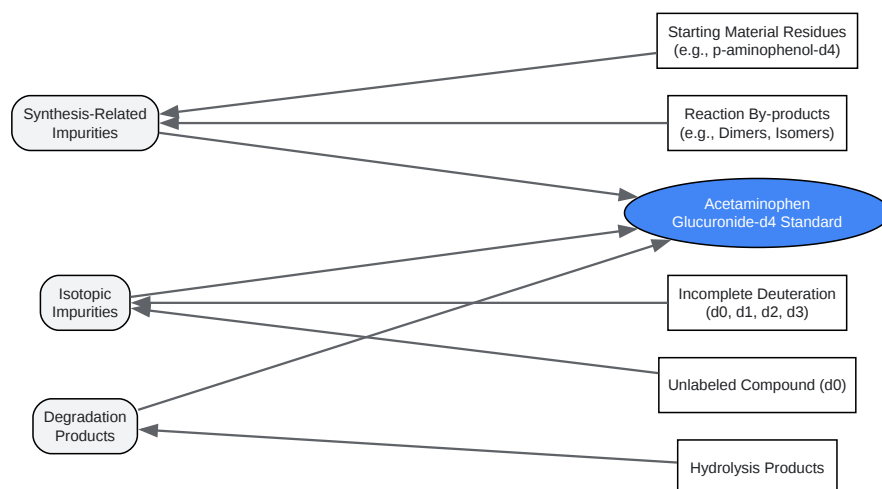 Starting Material Residues
(e.g., p-aminophenol-d4)
Synthesis-Related
Impurities
Reaction By-products
(e.g., Dimers, Isomers)
Acetaminophen
Glucuronide-d4 Standard
Isotopic
Impurities
Incomplete Deuteration
(d0, d1, d2, d3)
Unlabeled Compound (d0)
Degradation
Products
Hydrolysis Products